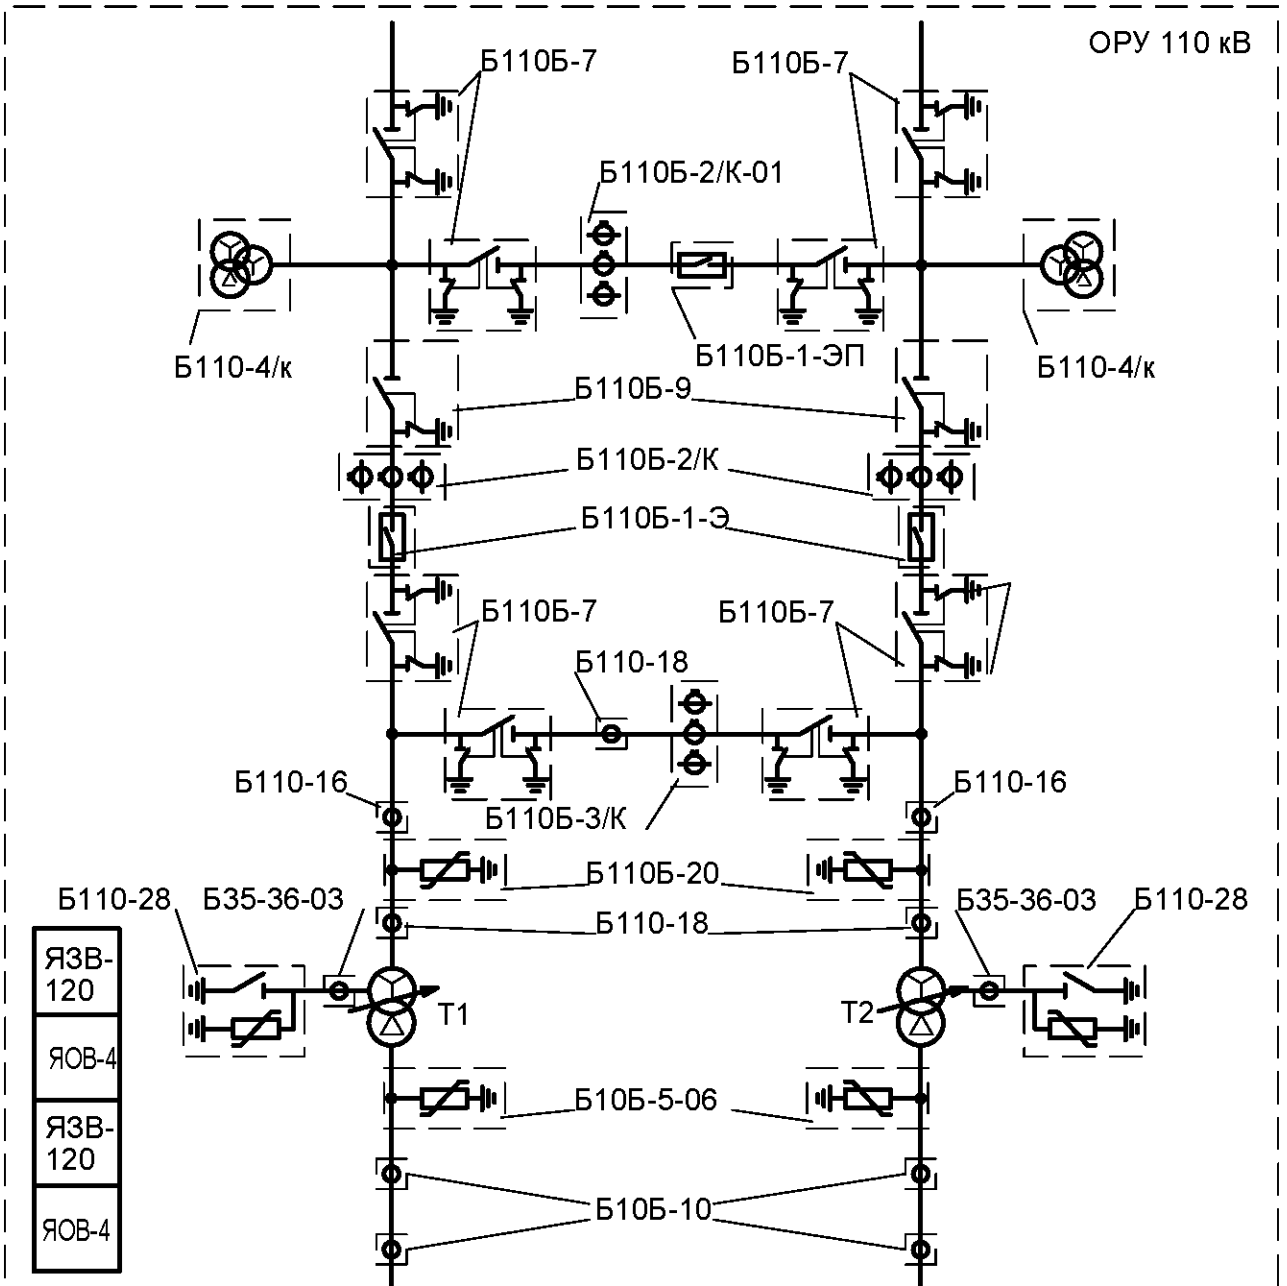 ОРУ 110 кВ
Б110Б-7
Б110Б-7
Б110Б-2/К-01
Б110Б-1-ЭП
Б110-4/к
Б110-4/к
Б110Б-9
Б110Б-2/К
Б110Б-1-Э
Б110Б-7
Б110Б-7
Б110-18
Б110-16
Б110-16
Б110Б-3/К
Б110Б-20
Б110-28
Б35-36-03
Б110-18
Б35-36-03
Б110-28
Т1
Т2
ЯЗВ-
120
ЯОВ-4
ЯЗВ-
120
ЯОВ-4
Б10Б-5-06
Б10Б-10